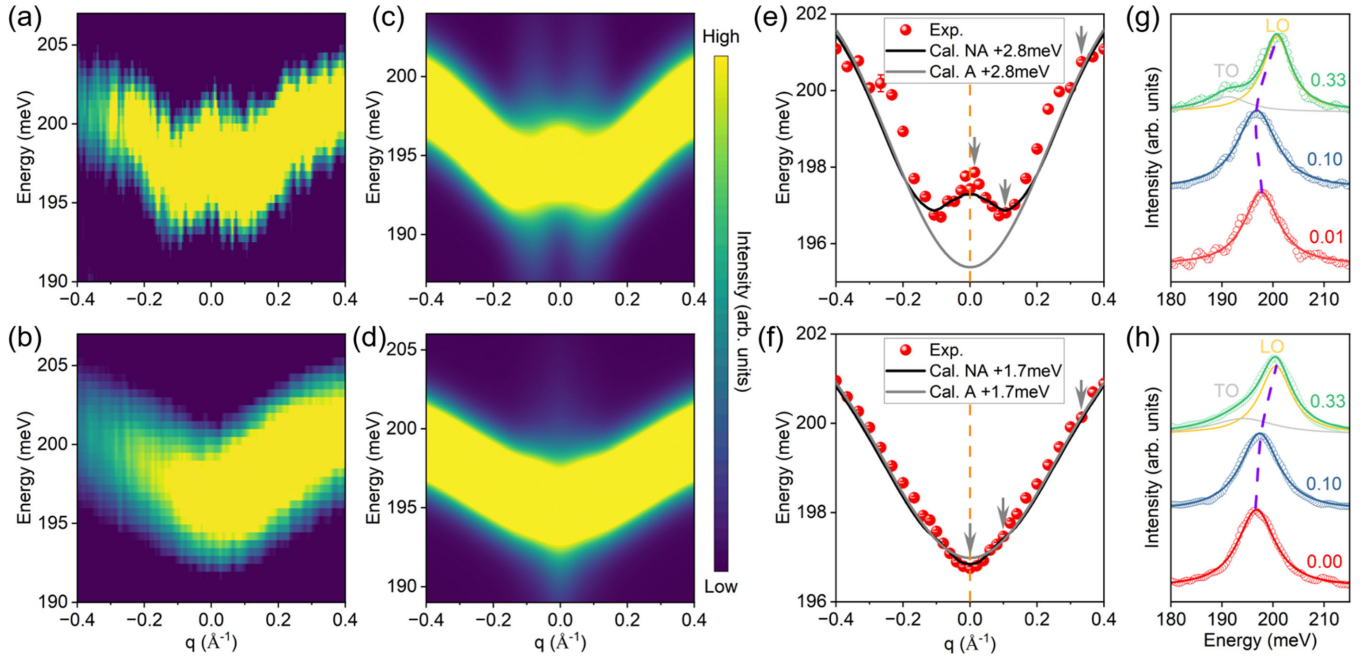 (a)
205
200
195
190
Energy (meV)
−0.4
−0.2
0.0
0.2
0.4
(c)
200
195
190
Energy (meV)
−0.4
−0.2
0.0
0.2
0.4
High
Intensity (arb. units)
Low
(e)
202
200
198
196
Energy (meV)
Exp.
Cal. NA +2.8meV
Cal. A +2.8meV
−0.4
−0.2
0.0
0.2
0.4
(g)
LO
TO
0.33
0.10
0.01
Intensity (arb. units)
180
190
200
210
(b)
205
200
195
190
Energy (meV)
−0.4
−0.2
0.0
0.2
0.4
q (Å⁻¹)
(d)
205
200
195
190
Energy (meV)
−0.4
−0.2
0.0
0.2
0.4
q (Å⁻¹)
(f)
202
200
198
196
Energy (meV)
Exp.
Cal. NA +1.7meV
Cal. A +1.7meV
−0.4
−0.2
0.0
0.2
0.4
q (Å⁻¹)
(h)
LO
TO
0.33
0.10
0.00
Intensity (arb. units)
180
190
200
210
Energy (meV)